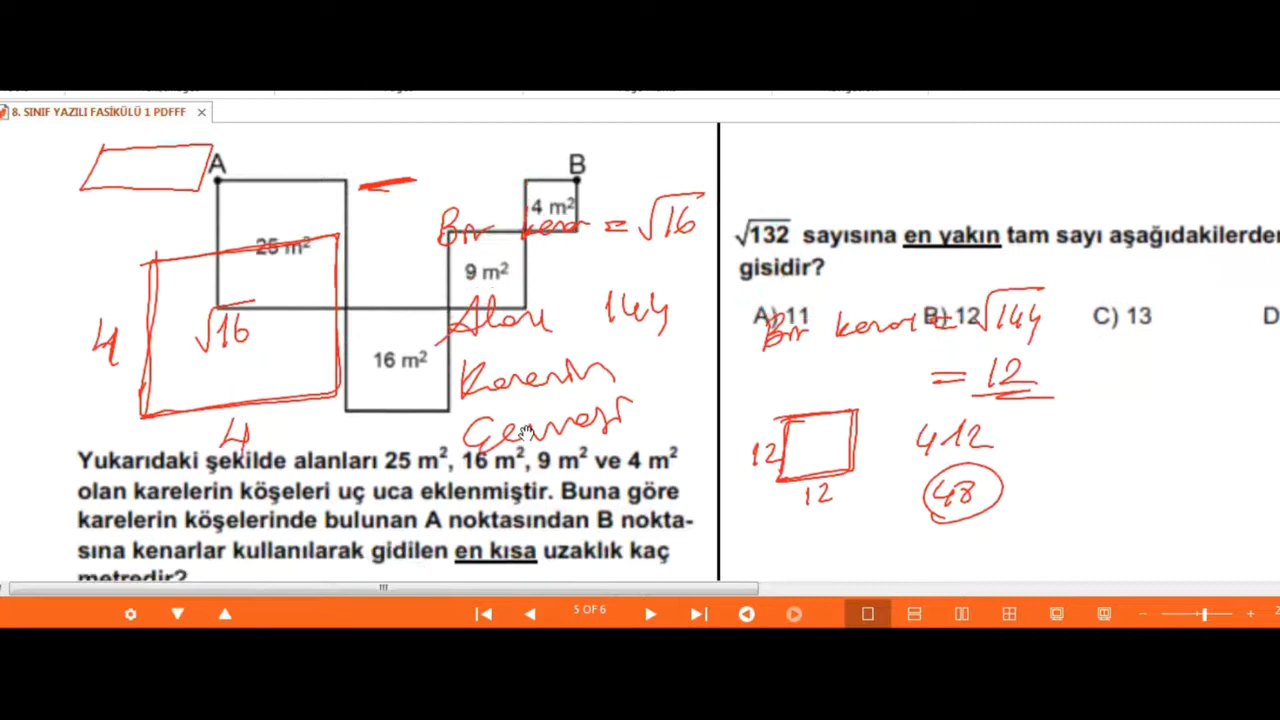 8. SINIF YAZILI FASİKÜLÜ 1 PDFFF
A
B
4 m²
25 m²
Bir kenar = √16
9 m²
Alanı 144
4
√16
16 m²
Karenin
Çevresi
4
Yukarıdaki şekilde alanları 25 m², 16 m², 9 m² ve 4 m²
olan karelerin köşeleri uç uca eklenmiştir. Buna göre
karelerin köşelerinde bulunan A noktasından B nokta-
sına kenarlar kullanılarak gidilen en kısa uzaklık kaç
metredir?
√132 sayısına en yakın tam sayı aşağıdakilerden
gisidir?
A) 11 B) 12 C) 13 D
Bir kenar = √144
= 12
12
12
4.12
48
5 OF 6